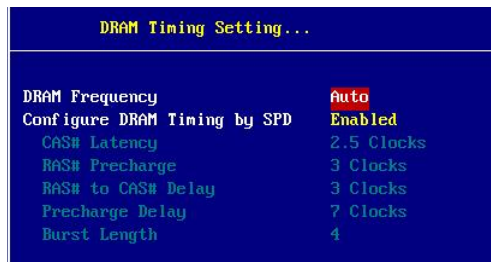 DRAM Timing Setting...
DRAM Frequency Auto
Configure DRAM Timing by SPD Enabled
CAS# Latency 2.5 Clocks
RAS# Precharge 3 Clocks
RAS# to CAS# Delay 3 Clocks
Precharge Delay 7 Clocks
Burst Length 4